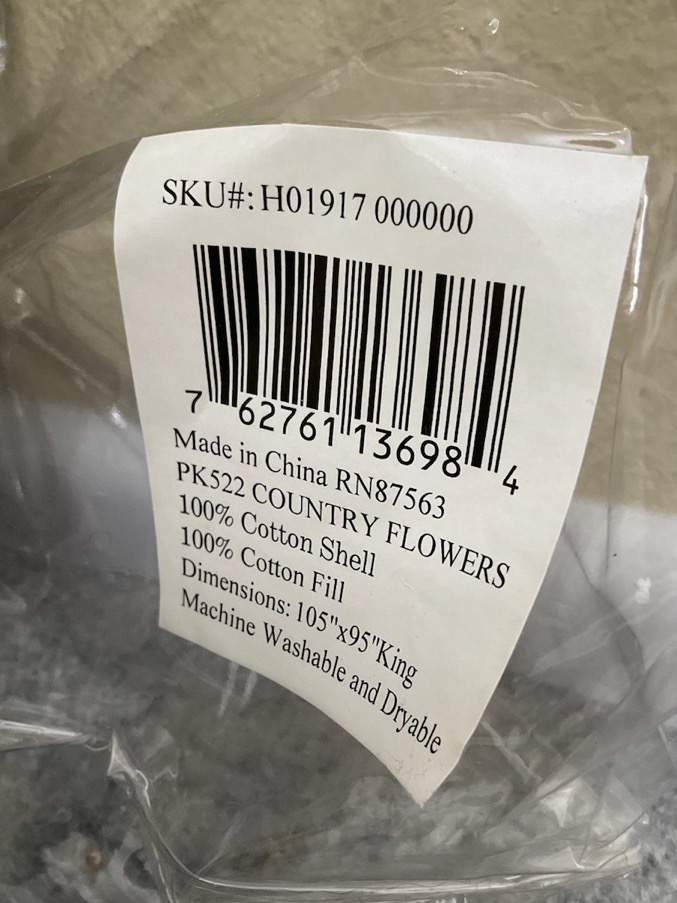 SKU#: H01917 000000
7 62761 13698 4
Made in China RN87563
PK522 COUNTRY FLOWERS
100% Cotton Shell
100% Cotton Fill
Dimensions: 105"x95"King
Machine Washable and Dryable